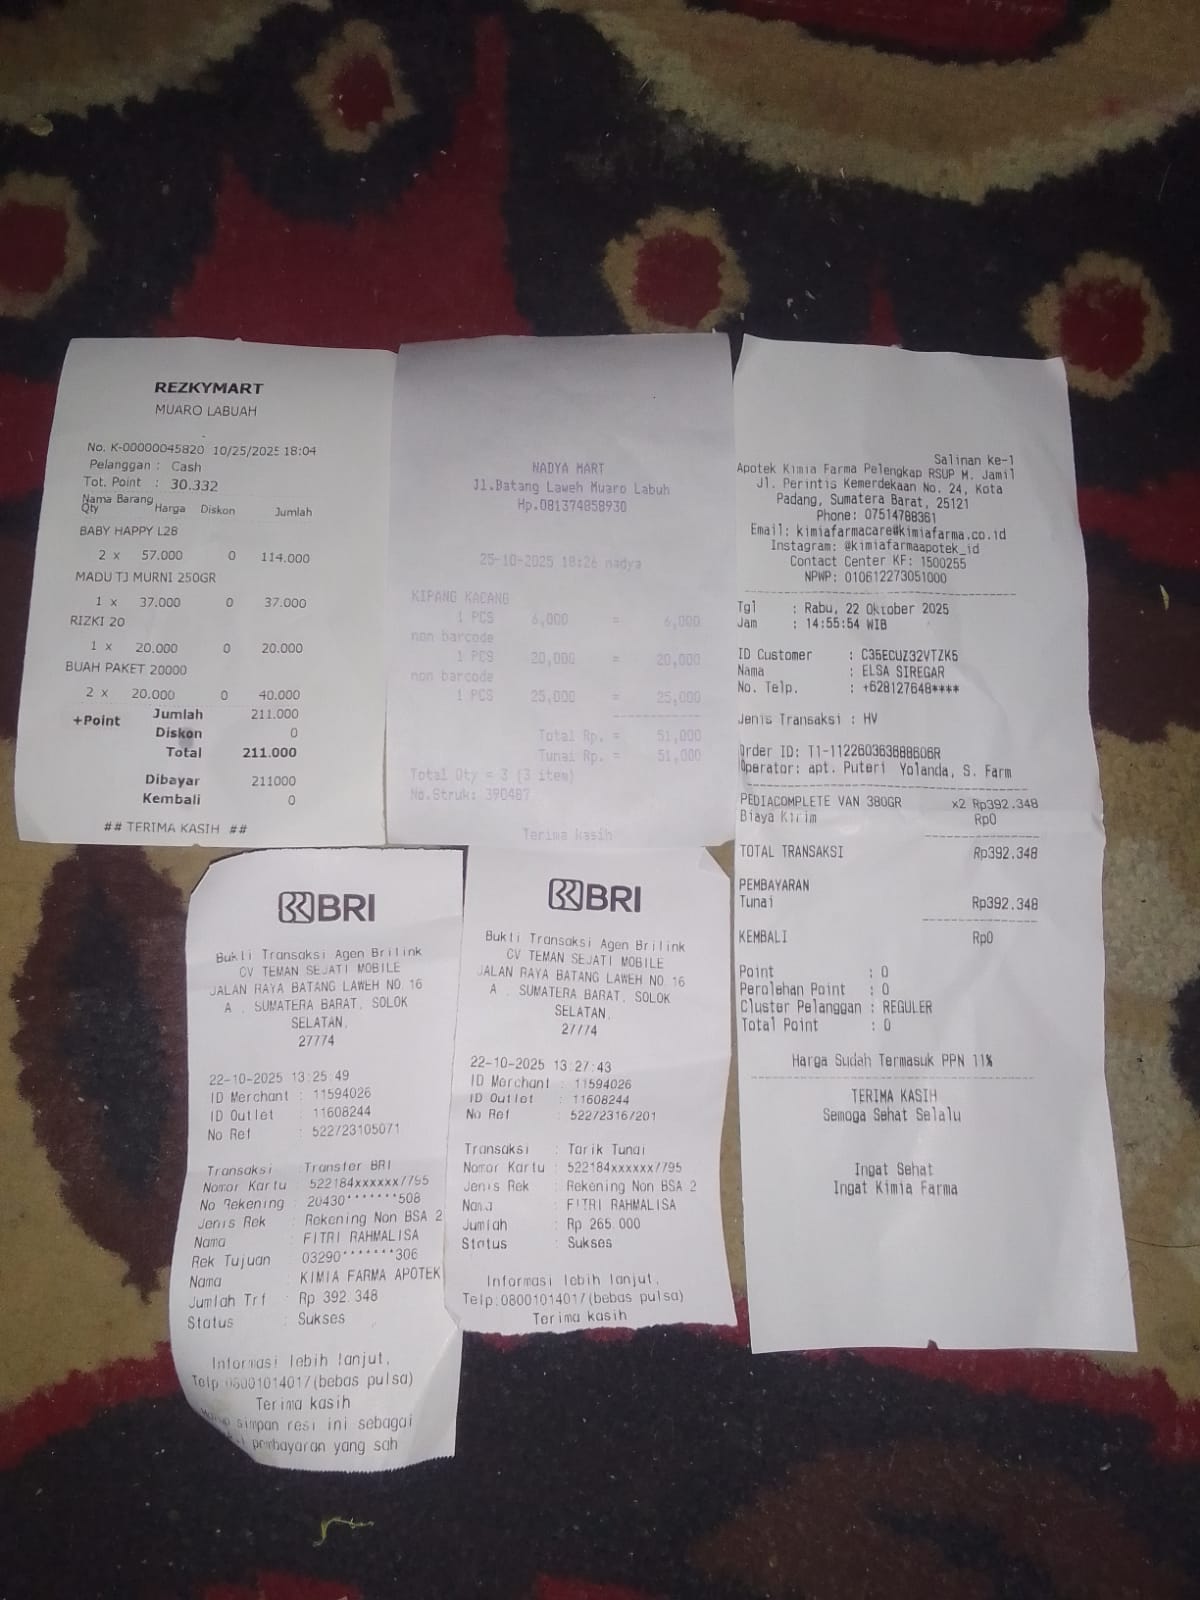 REZKYMART
MUARO LABUAH
No. K-00000045820 10/25/2025 18:04
Pelanggan : Cash
Tot. Point : 30.332
Nama Barang
Qty Harga Diskon Jumlah
BABY HAPPY L28
2 x 57.000 0 114.000
MADU TJ MURNI 250GR
1 x 37.000 0 37.000
RIZKI 20
1 x 20.000 0 20.000
BUAH PAKET 20000
2 x 20.000 0 40.000
+Point Jumlah 211.000
Diskon 0
Total 211.000
Dibayar 211000
Kembali 0
## TERIMA KASIH ##
NADYA MART
Jl.Batang Laweh Muaro Labuh
Hp.081374858930
25-10-2025 18:26 nadya
KIPANG KACANG
1 PCS 6,000 = 6,000
non barcode
1 PCS 20,000 = 20,000
non barcode
1 PCS 25,000 = 25,000
Total Rp. = 51,000
Tunai Rp. = 51,000
Total Qty = 3 (3 item)
No.Struk: 390487
Terima kasih
Salinan Ke-1
Apotek Kimia Farma Pelengkap RSUP M. Jamil
Jl. Perintis Kemerdekaan No. 24, Kota
Padang, Sumatera Barat, 25121
Phone: 07514788361
Email: kimiafarmacare@kimiafarma.co.id
Instagram: @kimiafarmaapotek_id
Contact Center KF: 1500255
NPWP: 010612273051000
Tgl : Rabu, 22 Oktober 2025
Jam : 14:55:54 WIB
ID Customer : C35ECUZ32VTZK5
Nama : ELSA SIREGAR
No. Telp. : +628127648****
Jenis Transaksi : HV
Order ID: T1-112260363688B06R
Operator: apt. Puteri Yolanda, S. Farm
PEDIACOMPLETE VAN 380GR x2 Rp392.348
Biaya Kirim Rp0
TOTAL TRANSAKSI Rp392.348
PEMBAYARAN
Tunai Rp392.348
KEMBALI Rp0
Point : 0
Perolehan Point : 0
Cluster Pelanggan : REGULER
Total Point : 0
Harga Sudah Termasuk PPN 11%
TERIMA KASIH
Semoga Sehat Selalu
Ingat Sehat
Ingat Kimia Farma
BRI
Bukti Transaksi Agen Brilink
CV TEMAN SEJATI MOBILE
JALAN RAYA BATANG LAWEH NO. 16
A . SUMATERA BARAT. SOLOK
SELATAN,
27774
22-10-2025 13:25:49
ID Merchant : 11594026
ID Outlet : 11608244
No Ref : 522723105071
Transaksi : Transfer BRI
Nomor Kartu : 522184xxxxxx7795
No Rekening : 20430*******508
Jenis Rek : Rekening Non BSA 2
Nama : FITRI RAHMALISA
Rek Tujuan : 03290*******306
Nama : KIMIA FARMA APOTEK
Jumlah Trf : Rp 392.348
Status : Sukses
Informasi lebih lanjut,
Telp:08001014017(bebas pulsa)
Terima kasih
simpan resi ini sebagai
pembayaran yang sah
BRI
Bukti Transaksi Agen Brilink
CV TEMAN SEJATI MOBILE
JALAN RAYA BATANG LAWEH NO. 16
A . SUMATERA BARAT. SOLOK
SELATAN,
27774
22-10-2025 13:27:43
ID Merchant : 11594026
ID Outlet : 11608244
No Ref : 522723167201
Transaksi : Tarik Tunai
Nomor Kartu : 522184xxxxxx7795
Jenis Rek : Rekening Non BSA 2
Nama : FITRI RAHMALISA
Jumlah : Rp 265.000
Status : Sukses
Informasi lebih lanjut,
Telp:08001014017(bebas pulsa)
Terima kasih